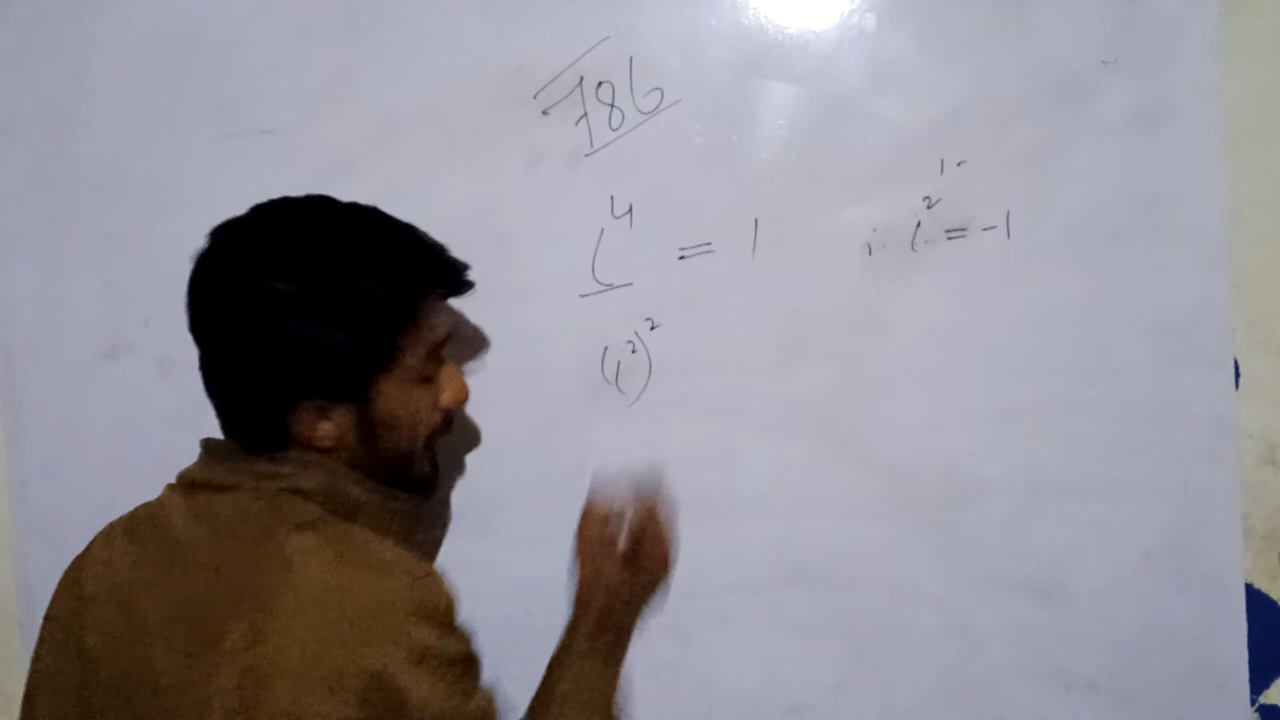 786
i⁴ = 1
i² = -1
(i²)²